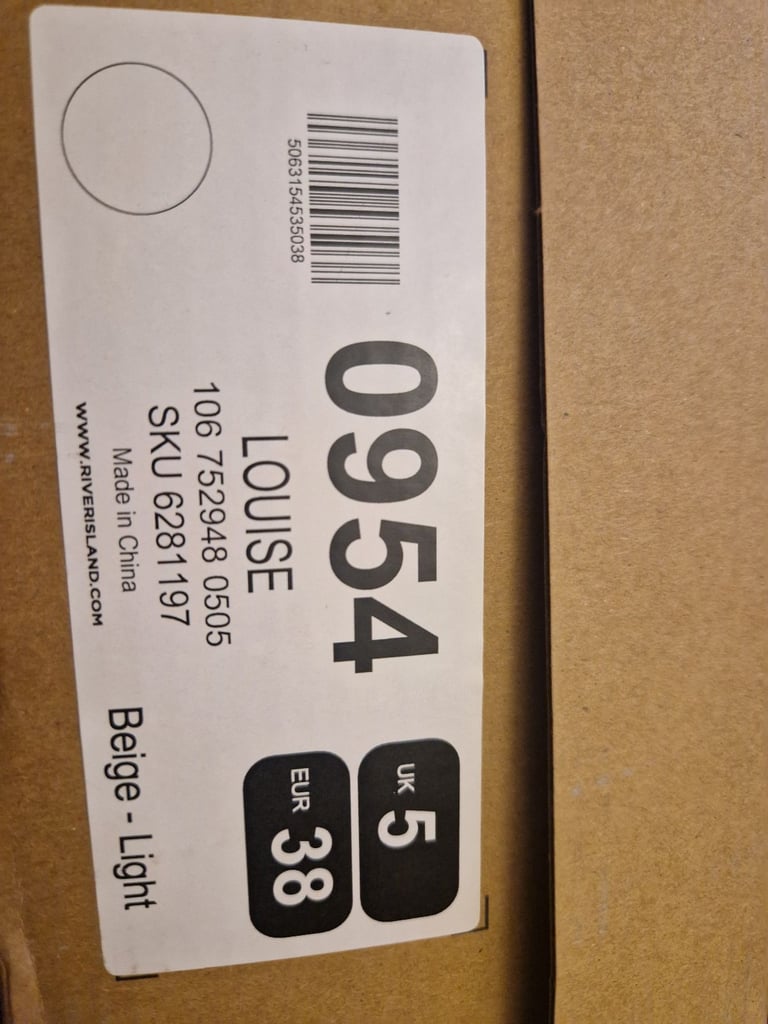 5063154535038
0954
LOUISE
106 752948 0505
SKU 6281197
Made in China
WWW.RIVERISLAND.COM
UK 5
EUR 38
Beige - Light